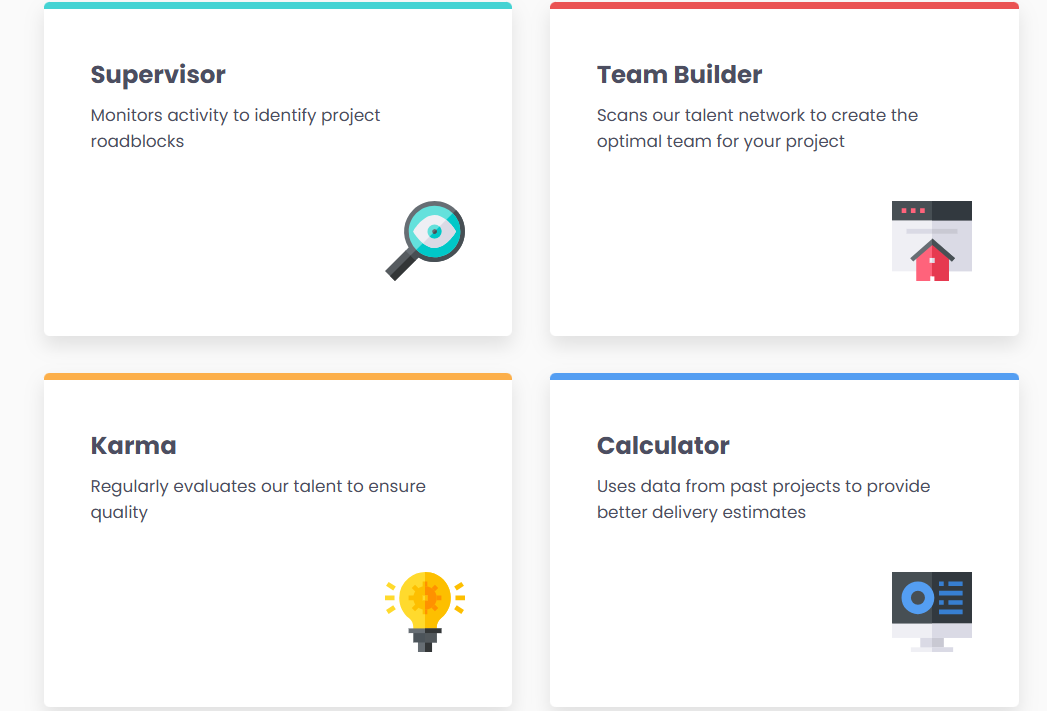 Supervisor
Monitors activity to identify project
roadblocks
Team Builder
Scans our talent network to create the
optimal team for your project
Karma
Regularly evaluates our talent to ensure
quality
Calculator
Uses data from past projects to provide
better delivery estimates